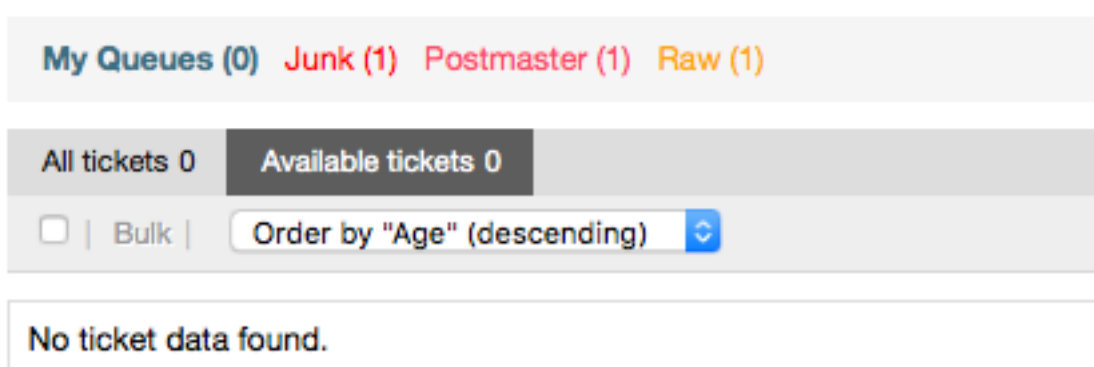 My Queues (0) Junk (1) Postmaster (1) Raw (1)
All tickets 0 Available tickets 0
| Bulk | Order by "Age" (descending)
No ticket data found.